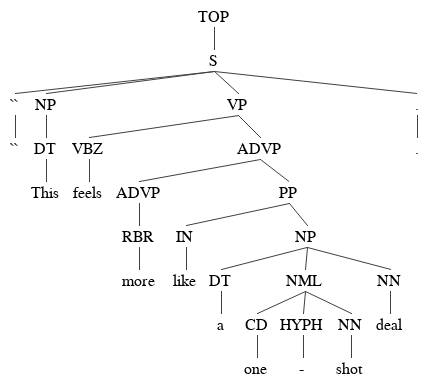 TOP
S
`` NP VP .
`` DT VBZ ADVP .
This feels ADVP PP
RBR IN NP
more like DT NML NN
a CD HYPH NN deal
one - shot